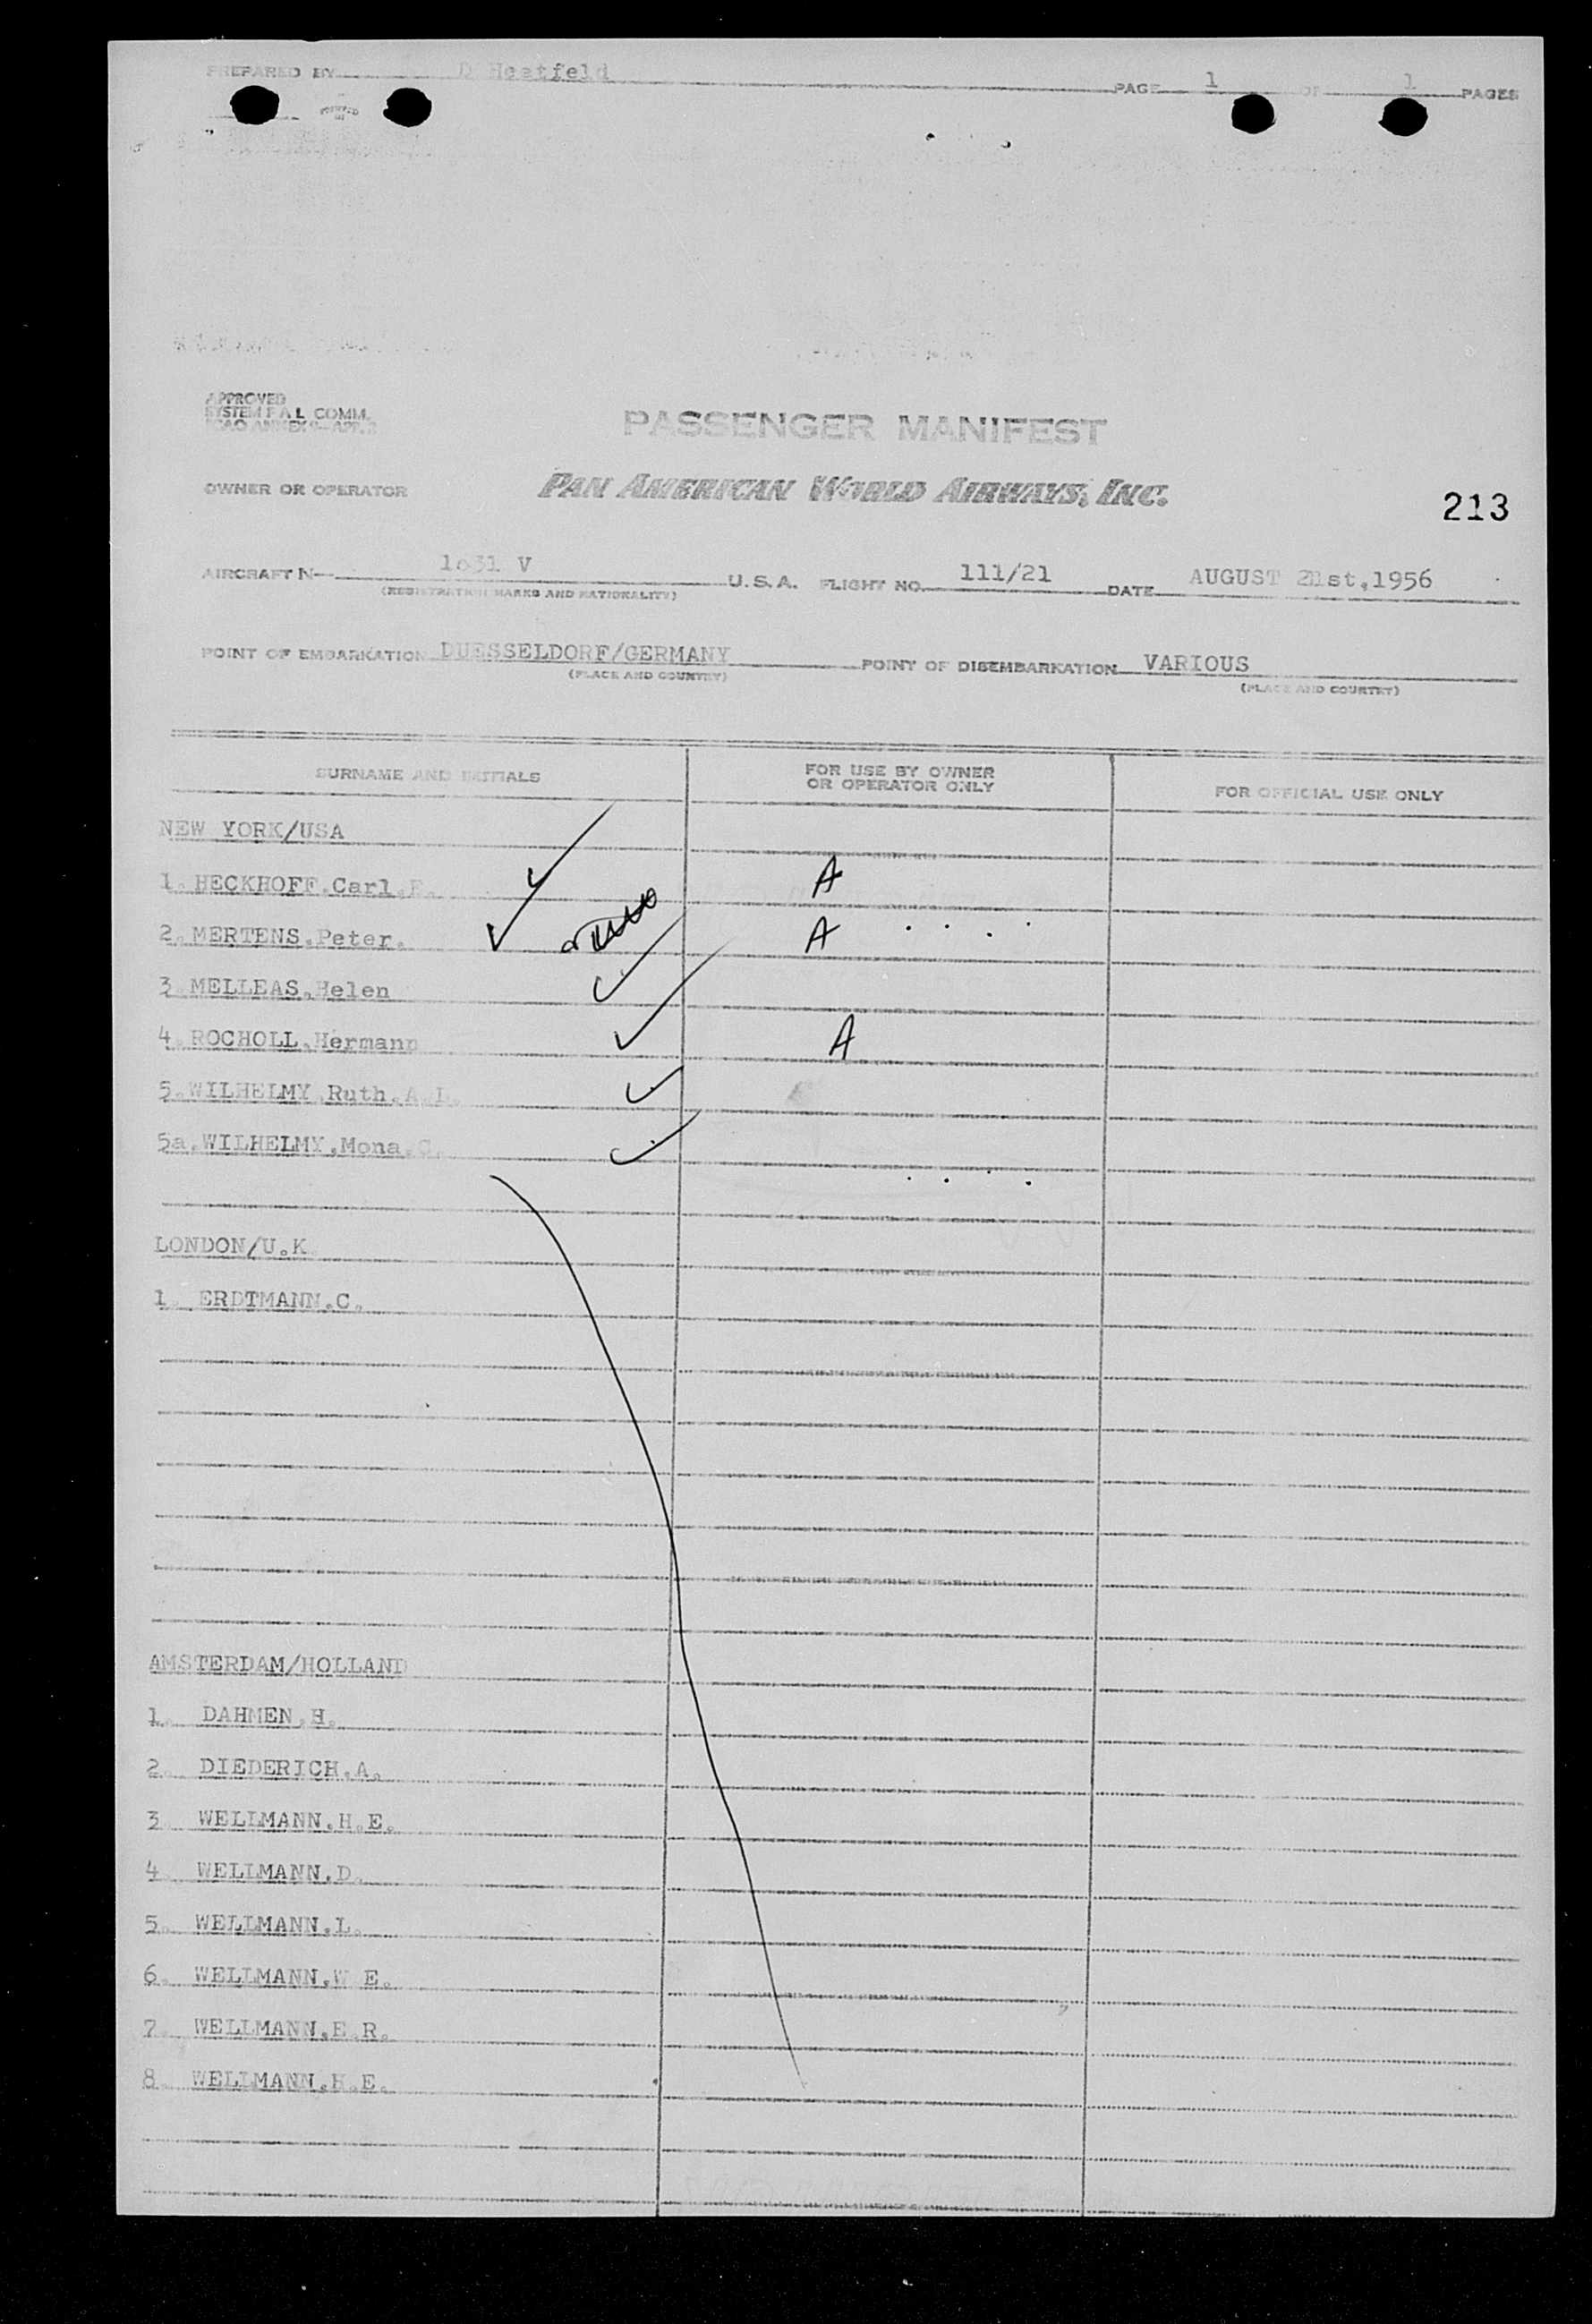 PREPARED BY D Hostfeld PAGE 1 OF 1 PAGES
APPROVED
SYSTEM F A L COMM.
ICAO ANNEX 9—APP.
PASSENGER MANIFEST
OWNER OR OPERATOR PAN AMERICAN WORLD AIRWAYS, INC.
213
AIRCRAFT N— V U.S.A. FLIGHT NO. 111/21 DATE AUGUST 21st,1956
(REGISTRATION MARKS AND NATIONALITY)
POINT OF EMBARKATION DUESSELDORF/GERMANY POINT OF DISEMBARKATION VARIOUS
(PLACE AND COUNTRY) (PLACE AND COUNTRY)
SURNAME AND INITIALS FOR USE BY OWNER OR OPERATOR ONLY FOR OFFICIAL USE ONLY
NEW YORK/USA
1. HECKHOFF.Carl. A
2. MERTENS.Peter. A
3 MELLEAS.Helen
4. ROCHOLL.Hermann A
5.WILHELMY.Ruth.A.
5a.WILHELMY.Mona.
LONDON/U.K
1. ERDTMANN.C.
AMSTERDAM/HOLLAND
1. DAHMEN.H.
2. DIEDERICH.A.
3. WELLMANN.H.E.
4. WELLMANN.D.
5. WELLMANN.L.
6. WELLMANN.W E.
7. WELLMANN.E.R.
8. WELLMANN.H.E.